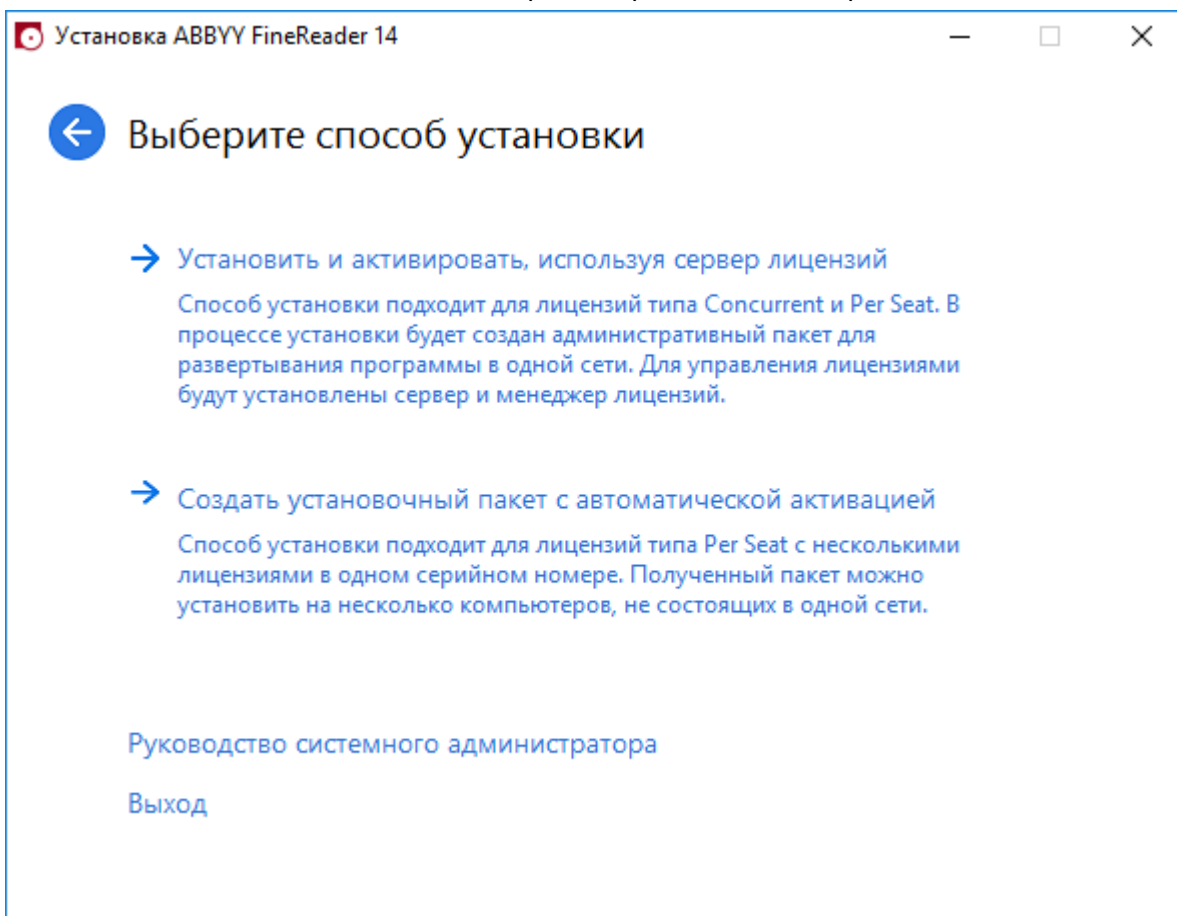 Установка ABBYY FineReader 14
Выберите способ установки
Установить и активировать, используя сервер лицензий
Способ установки подходит для лицензий типа Concurrent и Per Seat. В
процессе установки будет создан административный пакет для
развертывания программы в одной сети. Для управления лицензиями
будут установлены сервер и менеджер лицензий.
Создать установочный пакет с автоматической активацией
Способ установки подходит для лицензий типа Per Seat с несколькими
лицензиями в одном серийном номере. Полученный пакет можно
установить на несколько компьютеров, не состоящих в одной сети.
Руководство системного администратора
Выход